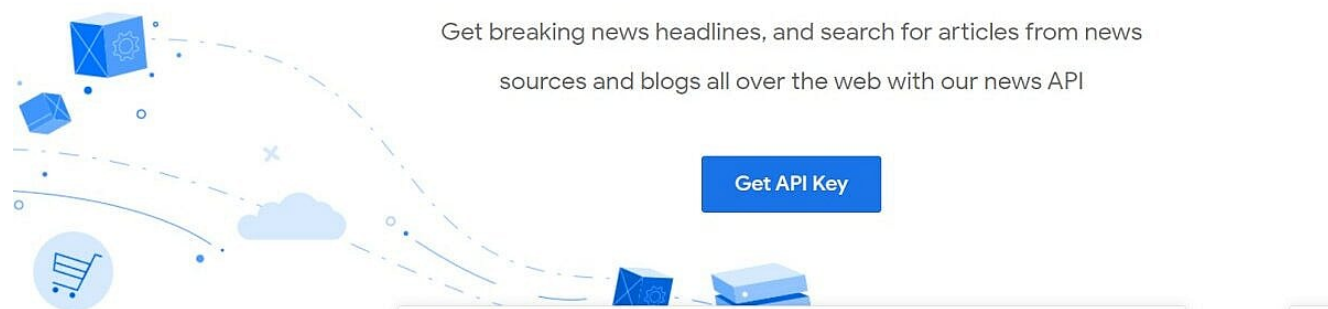 Get breaking news headlines, and search for articles from news
sources and blogs all over the web with our news API
Get API Key